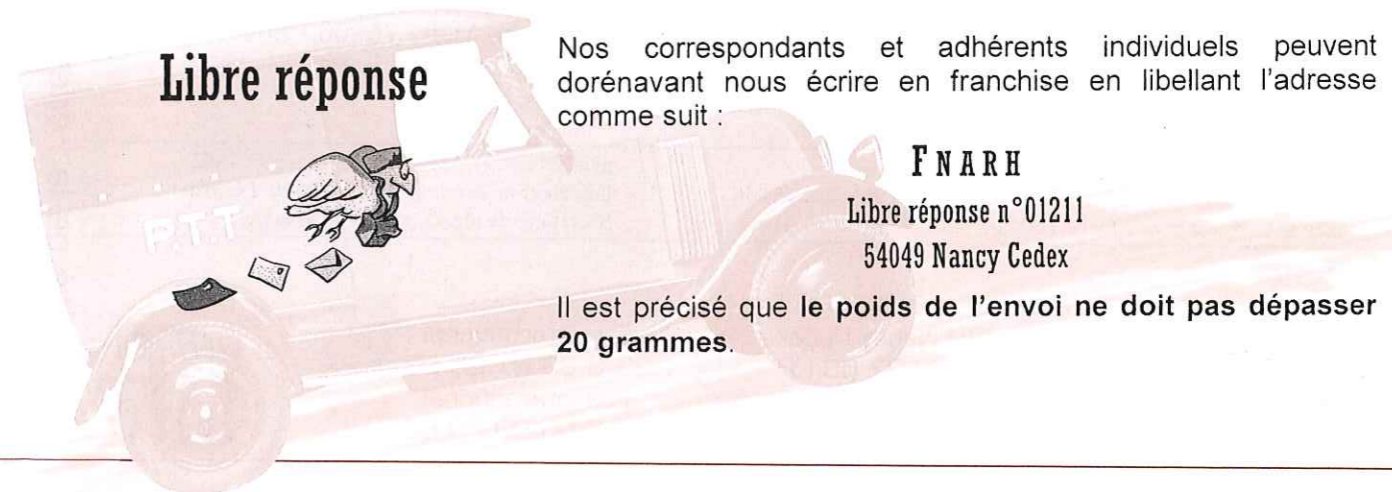 Libre réponse
Nos correspondants et adhérents individuels peuvent
dorénavant nous écrire en franchise en libellant l'adresse
comme suit :
FNARH
Libre réponse n°01211
54049 Nancy Cedex
Il est précisé que le poids de l'envoi ne doit pas dépasser
20 grammes.
P.T.T